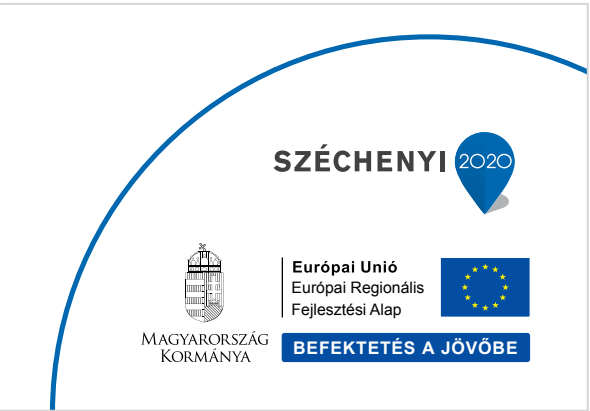 SZÉCHENYI 2020
Európai Unió
Európai Regionális
Fejlesztési Alap
MAGYARORSZÁG
KORMÁNYA
BEFEKTETÉS A JÖVŐBE